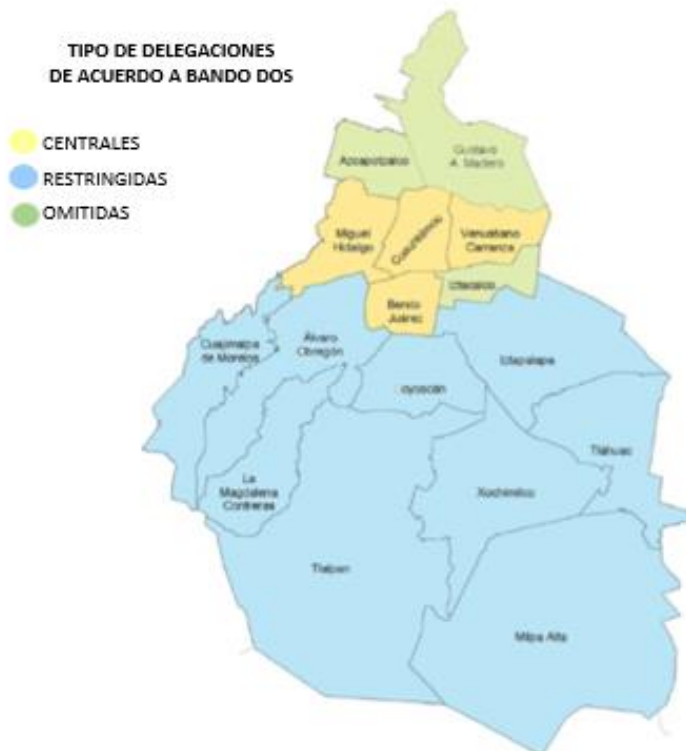 TIPO DE DELEGACIONES
DE ACUERDO A BANDO DOS
CENTRALES
RESTRINGIDAS
OMITIDAS
Gustavo
A. Madero
Azcapotzalco
Miguel
Hidalgo
Cuauhtémoc
Venustiano
Carranza
Iztacalco
Benito
Juárez
Cuajimalpa
de Morelos
Álvaro
Obregón
Iztapalapa
oyoacán
Tláhuac
La
Magdalena
Contreras
Xochimilco
Tlalpan
Milpa Alta